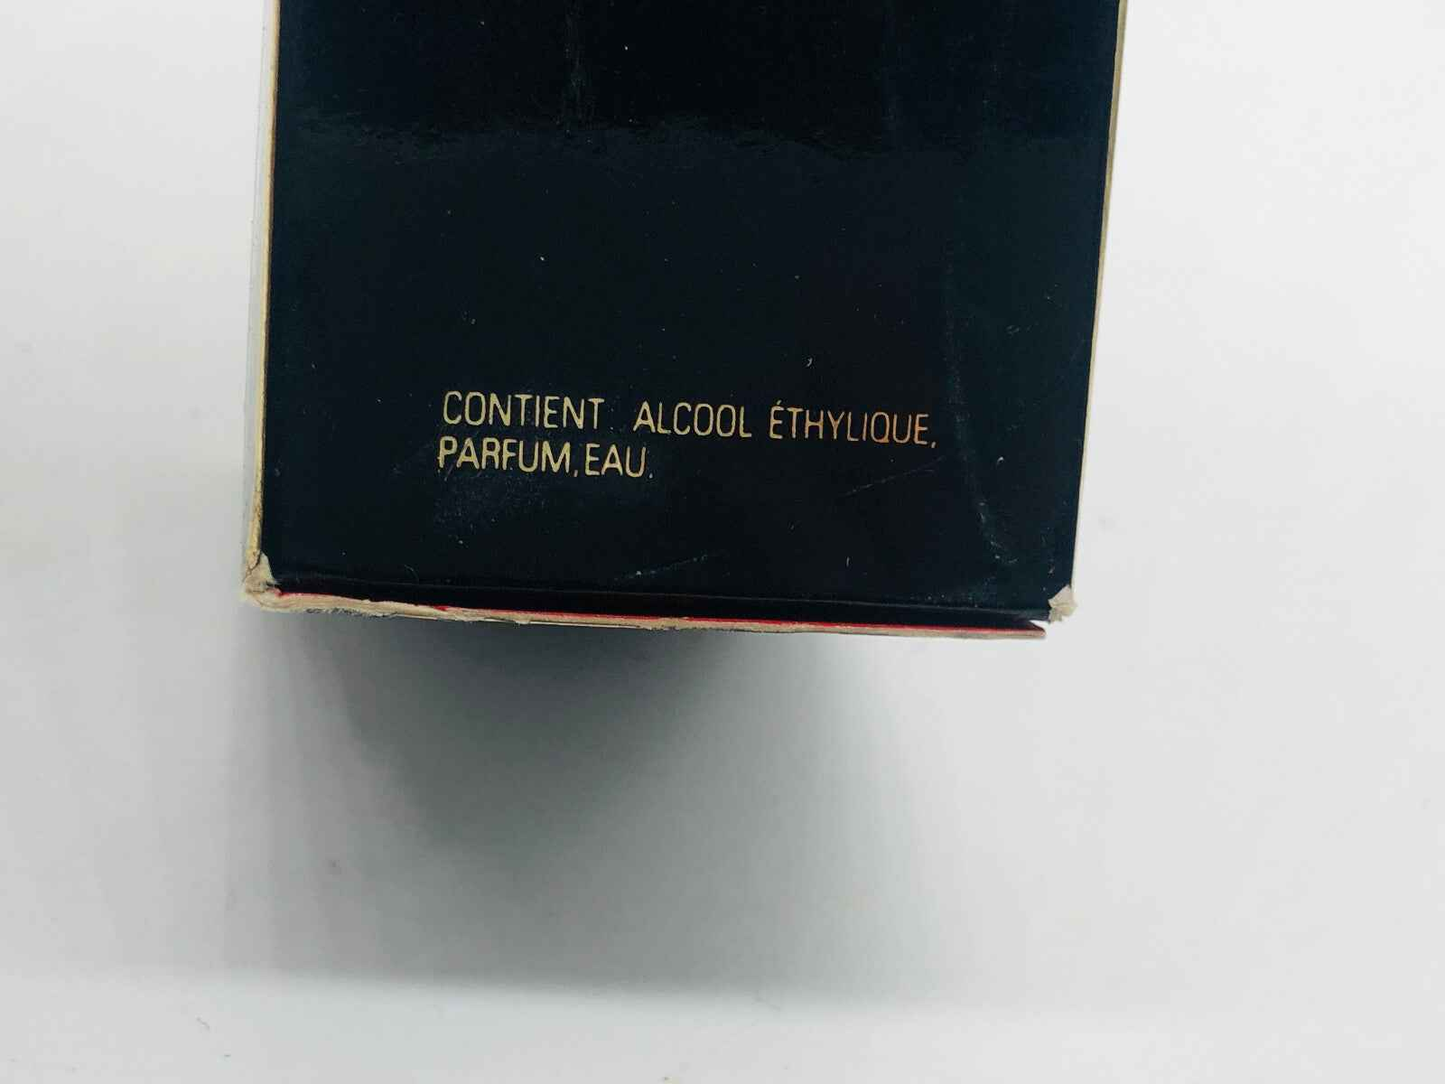 CONTIENT: ALCOOL ÉTHYLIQUE,
PARFUM, EAU.